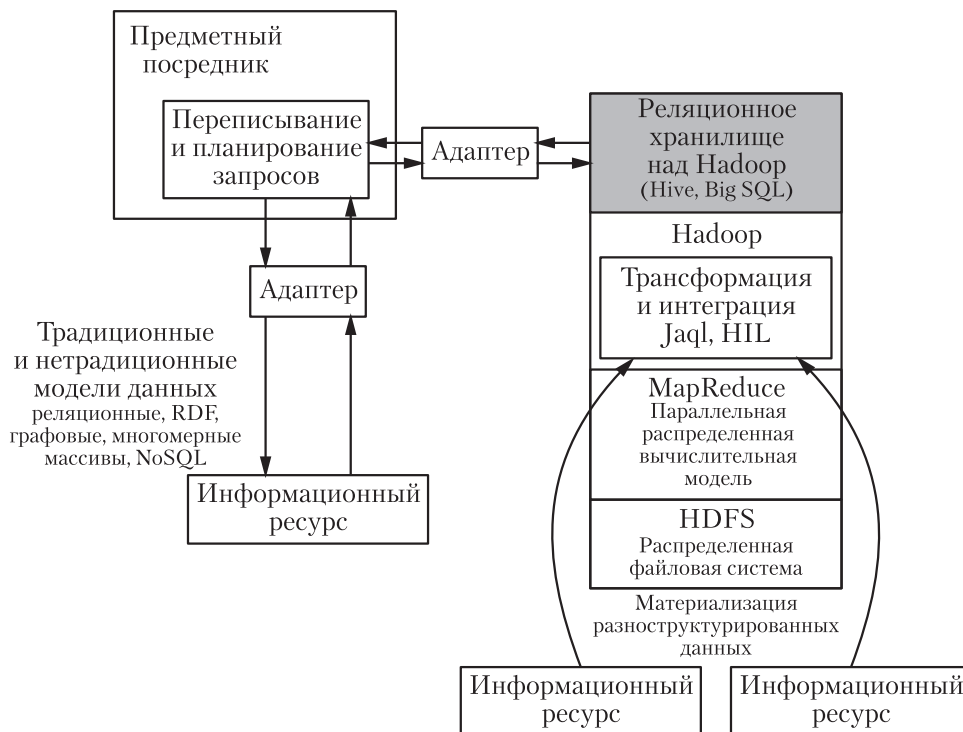 Предметный
посредник
Переписывание
и планирование
запросов
Адаптер
Реляционное
хранилище
над Hadoop
(Hive, Big SQL)
Hadoop
Трансформация
и интеграция
Jaql, HIL
Адаптер
Традиционные
и нетрадиционные
модели данных
реляционные, RDF,
графовые, многомерные
массивы, NoSQL
MapReduce
Параллельная
распределенная
вычислительная
модель
Информационный
ресурс
HDFS
Распределенная
файловая система
Материализация
разноструктурированных
данных
Информационный
ресурс
Информационный
ресурс